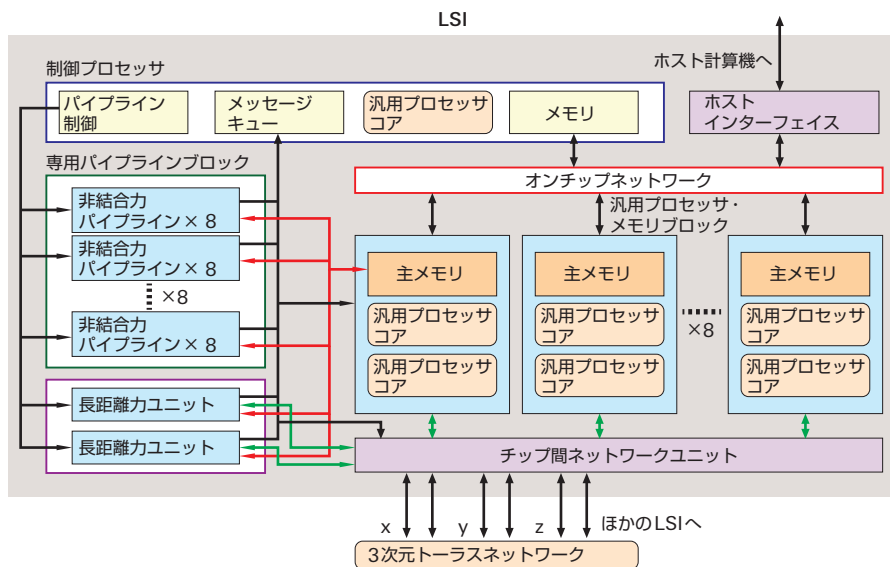 LSI
ホスト計算機へ
制御プロセッサ
パイプライン
制御
メッセージ
キュー
汎用プロセッサ
コア
メモリ
ホスト
インターフェイス
専用パイプラインブロック
オンチップネットワーク
非結合力
パイプライン×8
非結合力
パイプライン×8
×8
非結合力
パイプライン×8
汎用プロセッサ・
メモリブロック
主メモリ
汎用プロセッサ
コア
汎用プロセッサ
コア
主メモリ
汎用プロセッサ
コア
汎用プロセッサ
コア
×8
主メモリ
汎用プロセッサ
コア
汎用プロセッサ
コア
長距離力ユニット
長距離力ユニット
チップ間ネットワークユニット
x
y
z
ほかのLSIへ
3次元トーラスネットワーク